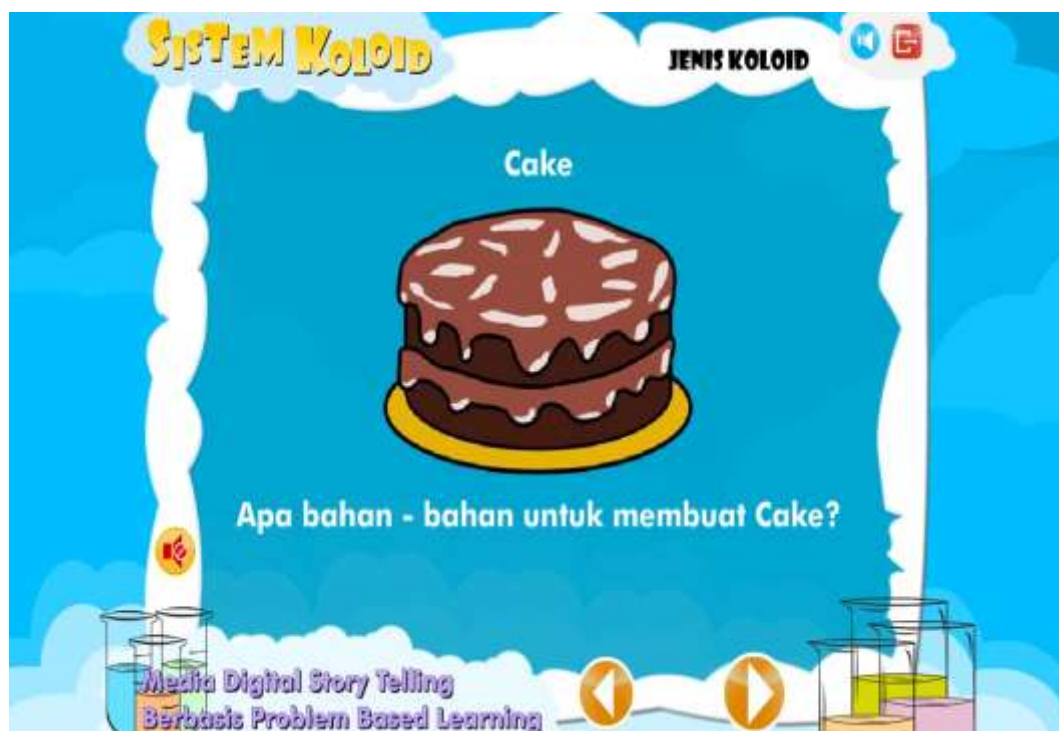 SISTEM KOLOID
JENIS KOLOID
Cake
Apa bahan - bahan untuk membuat Cake?
Media Digital Story Telling
Berbasis Problem Based Learning